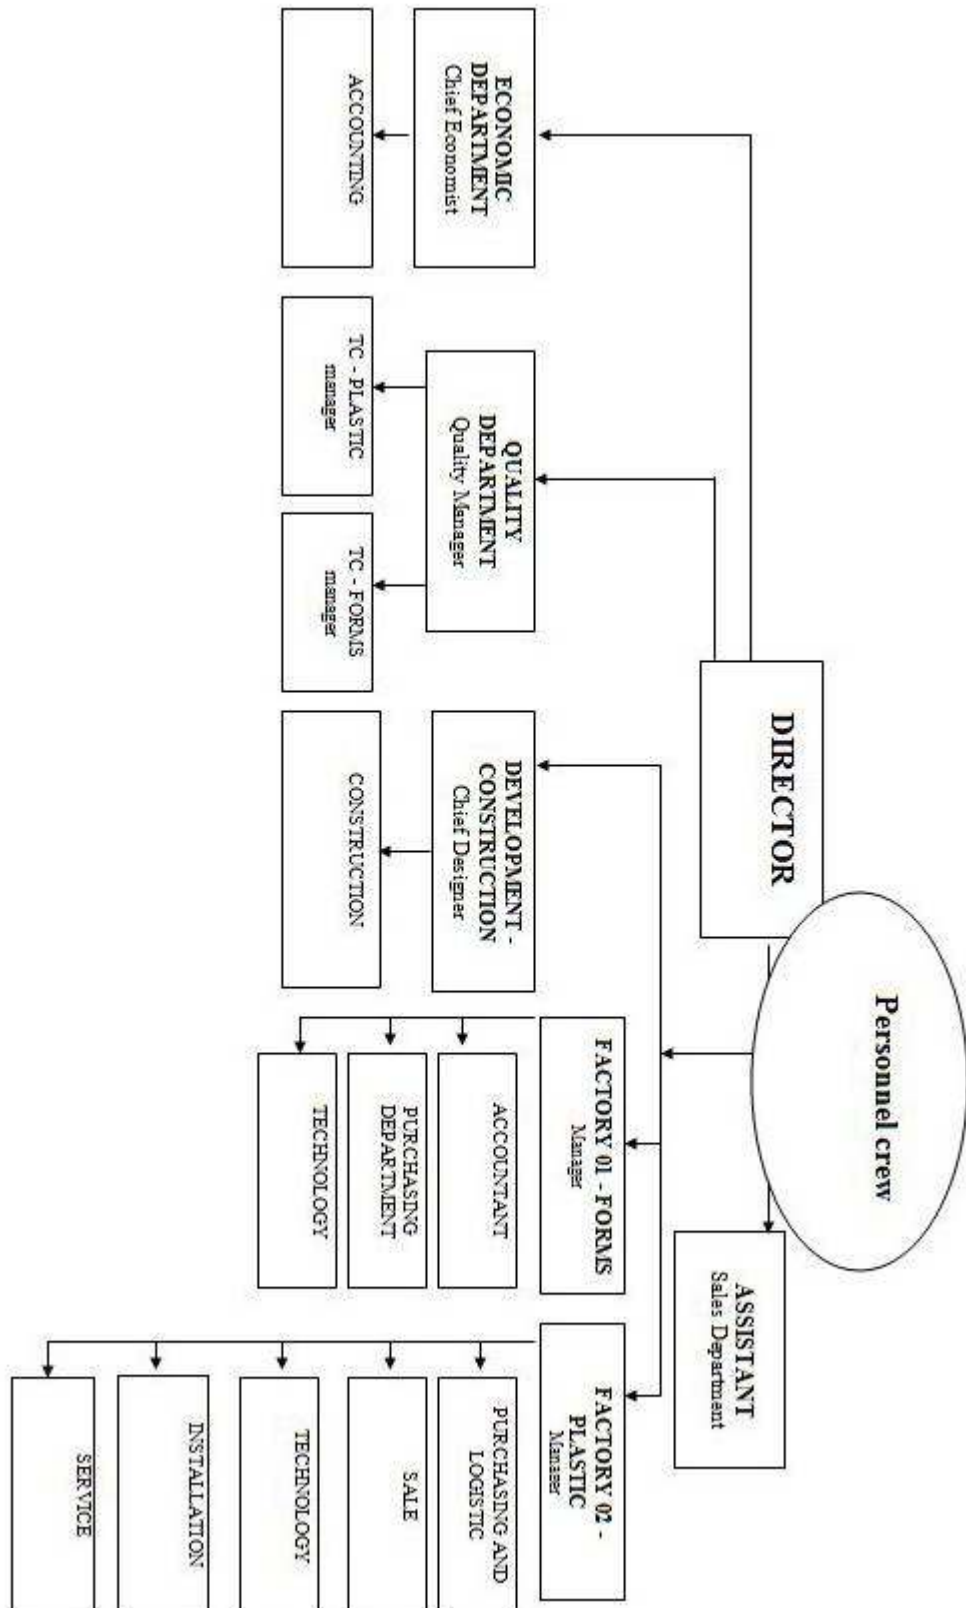 Personnel crew
DIRECTOR
ASSISTANT
Sales Department
ECONOMIC
DEPARTMENT
Chief Economist
ACCOUNTING
QUALITY
DEPARTMENT
Quality Manager
TC - PLASTIC
manager
TC - FORMS
manager
DEVELOPMENT -
CONSTRUCTION
Chief Designer
CONSTRUCTION
FACTORY 01 - FORMS
Manager
ACCOUNTANT
PURCHASING
DEPARTMENT
TECHNOLOGY
FACTORY 02 -
PLASTIC
Manager
PURCHASING AND
LOGISTIC
SALE
TECHNOLOGY
INSTALLATION
SERVICE